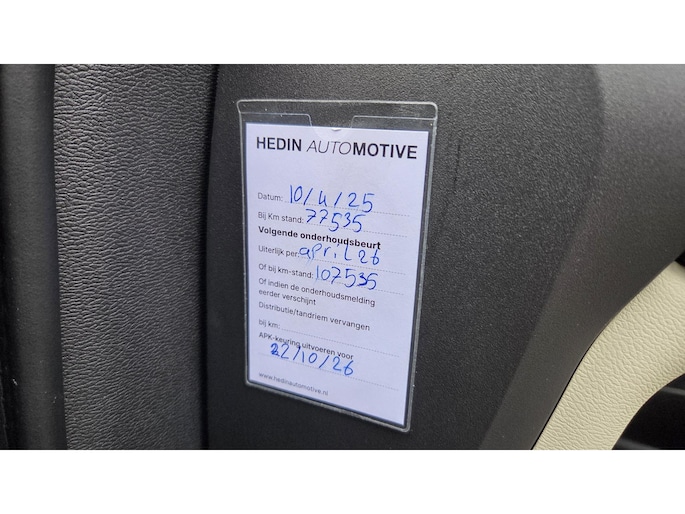 HEDIN AUTOMOTIVE
Datum: 10/4/25
Bij Km stand: 77535
Volgende onderhoudsbeurt
Uiterlijk per: april 26
Of bij km-stand: 107535
Of indien de onderhoudsmelding
eerder verschijnt
Distributie/tandriem vervangen
bij km:
APK-keuring uitvoeren voor
22/10/26
www.hedinautomotive.nl